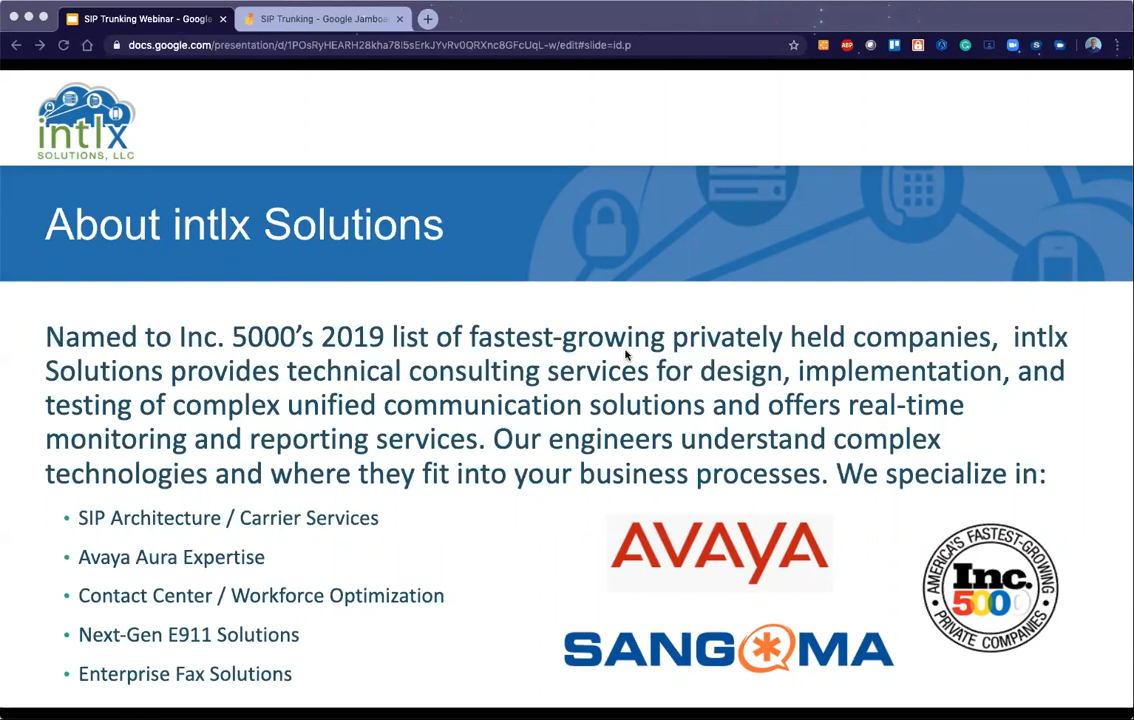 SIP Trunking Webinar - Google
SIP Trunking - Google Jamboa
docs.google.com/presentation/d/1POsRyHEARH28kha78I5sErkJYvRv0QRXnc8GFcUqL-w/edit#slide=id.p
ABP
intlx
SOLUTIONS, LLC
About intlx Solutions
Named to Inc. 5000’s 2019 list of fastest-growing privately held companies, intlx
Solutions provides technical consulting services for design, implementation, and
testing of complex unified communication solutions and offers real-time
monitoring and reporting services. Our engineers understand complex
technologies and where they fit into your business processes. We specialize in:
• SIP Architecture / Carrier Services
• Avaya Aura Expertise
• Contact Center / Workforce Optimization
• Next-Gen E911 Solutions
• Enterprise Fax Solutions
AVAYA
SANGOMA
AMERICA'S FASTEST-GROWING
Inc.
5000
PRIVATE COMPANIES